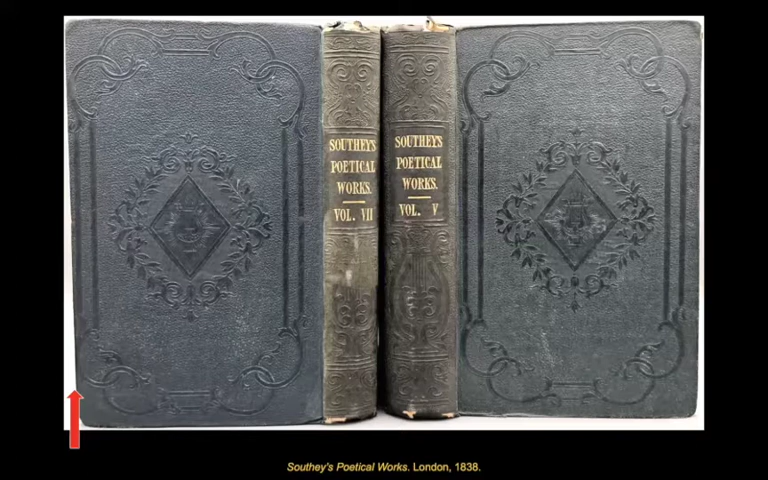 SOUTHEY'S
POETICAL
WORKS.
VOL. VII
SOUTHEY'S
POETICAL
WORKS.
VOL. V
Southey's Poetical Works. London, 1838.